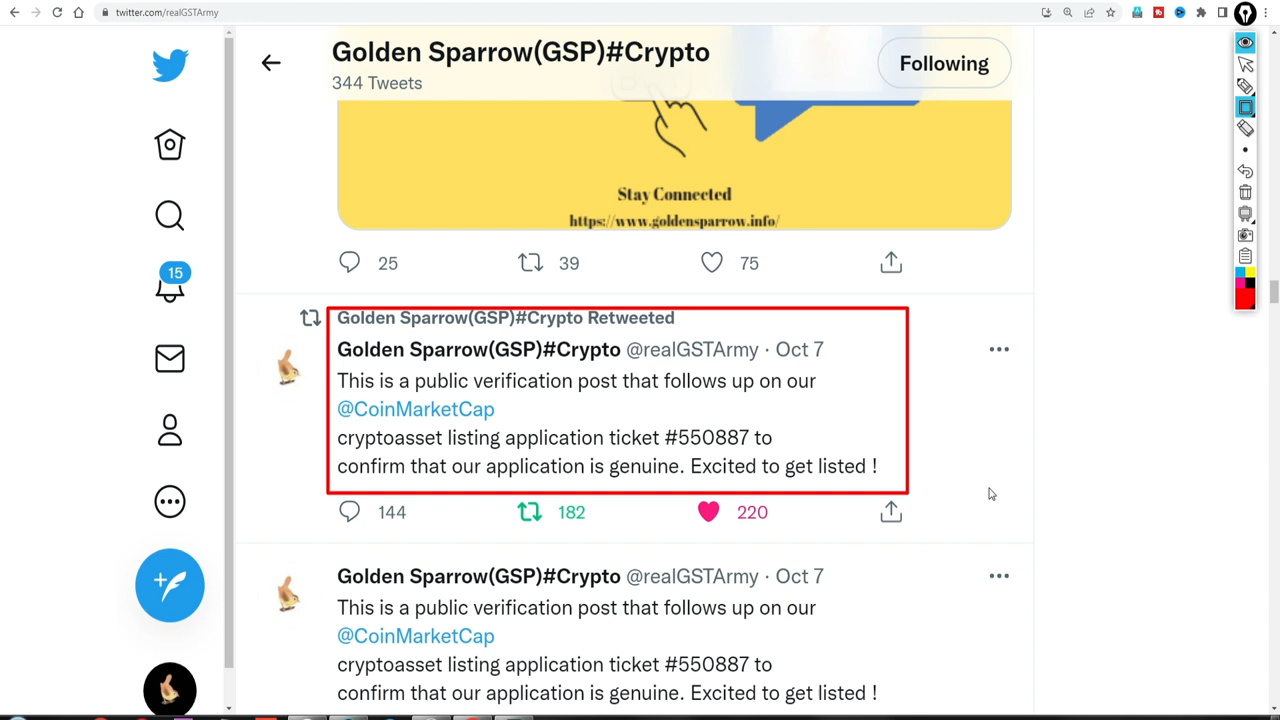 twitter.com/realGSTArmy
Golden Sparrow(GSP)#Crypto
344 Tweets
Following
Stay Connected
https://www.goldensparrow.info/
25 39 75
15
Golden Sparrow(GSP)#Crypto Retweeted
Golden Sparrow(GSP)#Crypto @realGSTArmy · Oct 7
This is a public verification post that follows up on our
@CoinMarketCap
cryptoasset listing application ticket #550887 to
confirm that our application is genuine. Excited to get listed !
144 182 220
Golden Sparrow(GSP)#Crypto @realGSTArmy · Oct 7
This is a public verification post that follows up on our
@CoinMarketCap
cryptoasset listing application ticket #550887 to
confirm that our application is genuine. Excited to get listed !